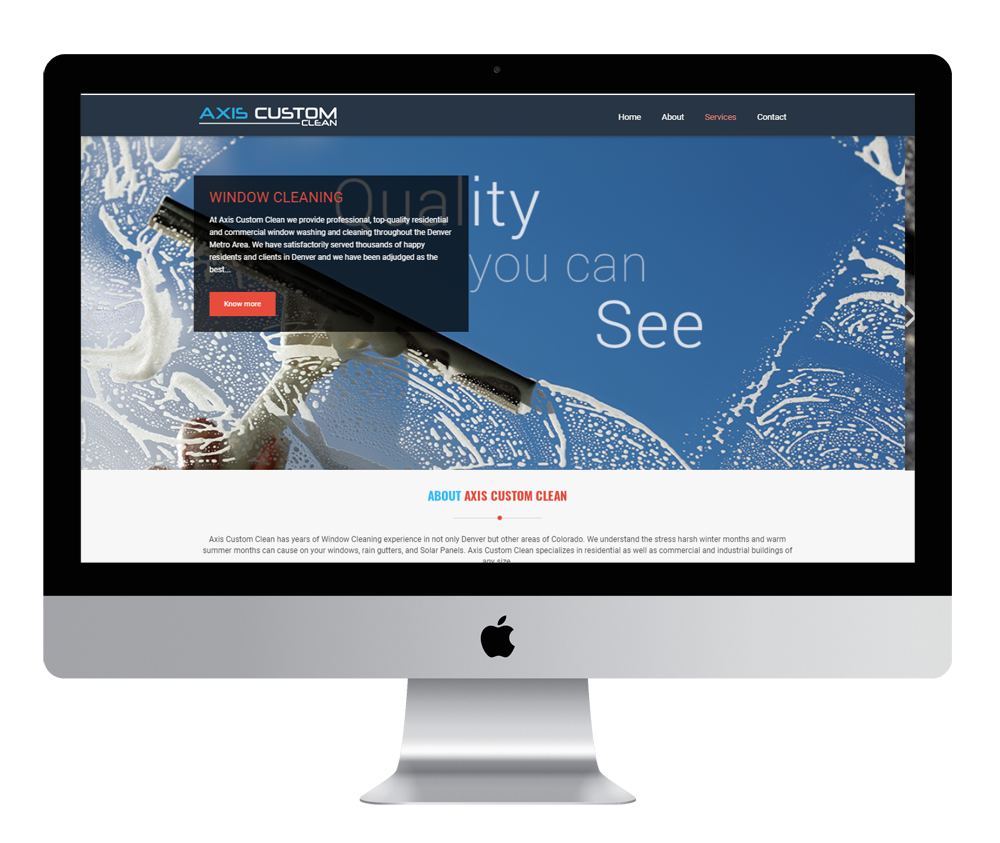 AXIS CUSTOM
CLEAN
Home About Services Contact
Quality
you can
See
WINDOW CLEANING
At Axis Custom Clean we provide professional, top-quality residential
and commercial window washing and cleaning throughout the Denver
Metro Area. We have satisfactorily served thousands of happy
residents and clients in Denver and we have been adjudged as the
best...
Know more
ABOUT AXIS CUSTOM CLEAN
Axis Custom Clean has years of Window Cleaning experience in not only Denver but other areas of Colorado. We understand the stress harsh winter months and warm
summer months can cause on your windows, rain gutters, and Solar Panels. Axis Custom Clean specializes in residential as well as commercial and industrial buildings of
any size